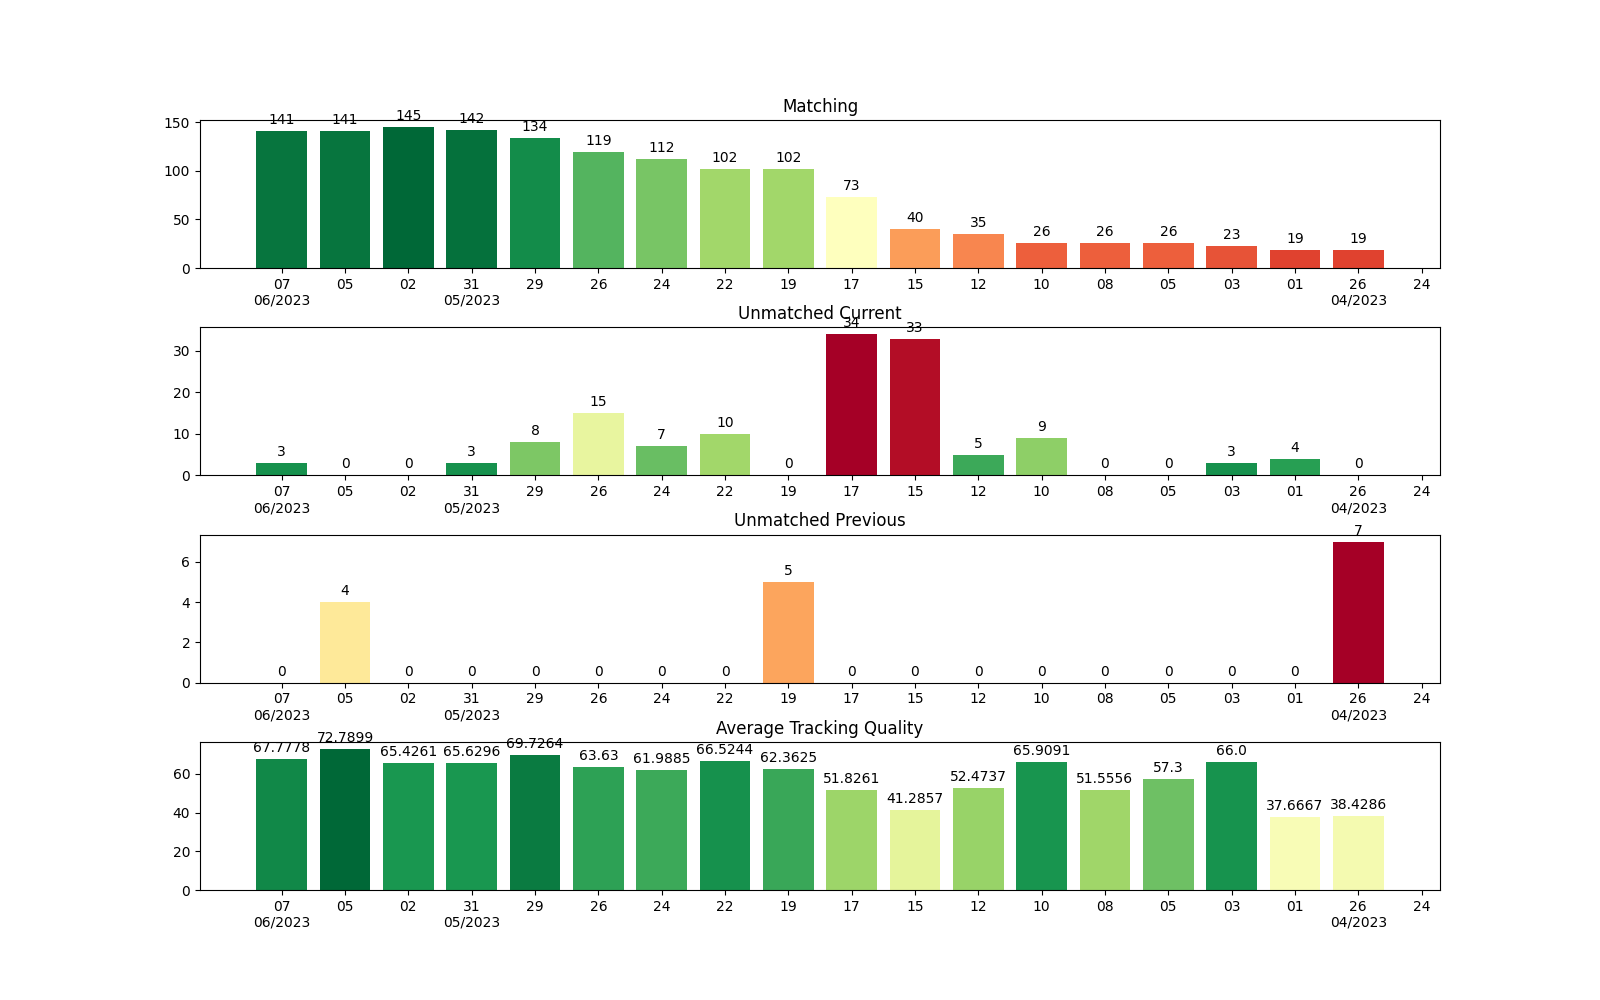 Matching
141 141 145 142 134 119 112 102 102 73 40 35 26 26 26 23 19 19
150
100
50
0
07 05 02 31 29 26 24 22 19 17 15 12 10 08 05 03 01 26 24
06/2023 05/2023 04/2023
Unmatched Current
3 0 0 3 8 15 7 10 0 34 33 5 9 0 0 3 4 0
30
20
10
0
07 05 02 31 29 26 24 22 19 17 15 12 10 08 05 03 01 26 24
06/2023 05/2023 04/2023
Unmatched Previous
0 4 0 0 0 0 0 0 5 0 0 0 0 0 0 0 0 7
6
4
2
0
07 05 02 31 29 26 24 22 19 17 15 12 10 08 05 03 01 26 24
06/2023 05/2023 04/2023
Average Tracking Quality
67.7778 72.7899 65.4261 65.6296 69.7264 63.63 61.9885 66.5244 62.3625 51.8261 41.2857 52.4737 65.9091 51.5556 57.3 66.0 37.6667 38.4286
60
40
20
0
07 05 02 31 29 26 24 22 19 17 15 12 10 08 05 03 01 26 24
06/2023 05/2023 04/2023